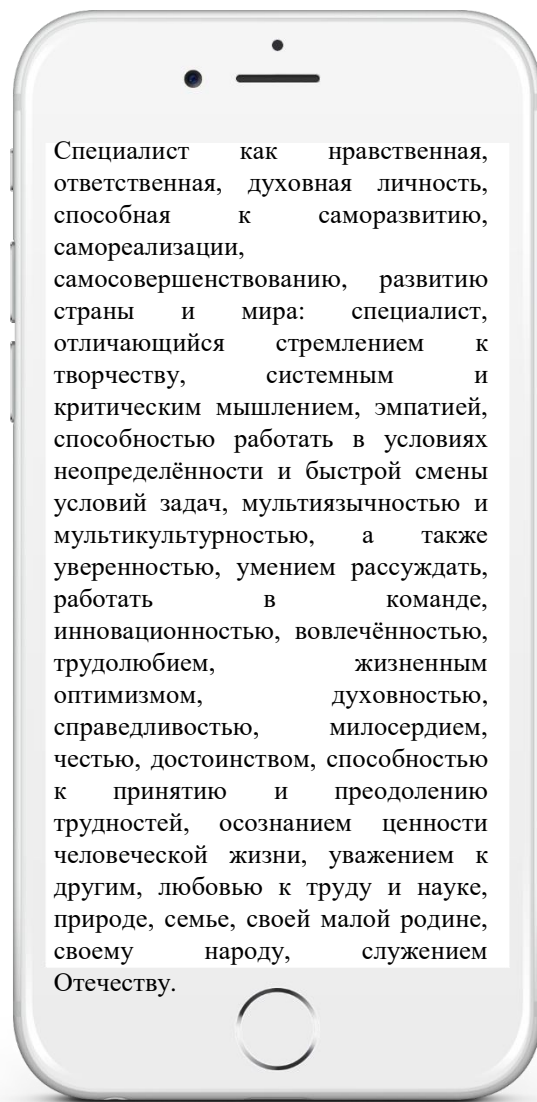 Специалист как нравственная,
ответственная, духовная личность,
способная к саморазвитию,
самореализации,
самосовершенствованию, развитию
страны и мира: специалист,
отличающийся стремлением к
творчеству, системным и
критическим мышлением, эмпатией,
способностью работать в условиях
неопределённости и быстрой смены
условий задач, мультиязычностью и
мультикультурностью, а также
уверенностью, умением рассуждать,
работать в команде,
инновационностью, вовлечённостью,
трудолюбием, жизненным
оптимизмом, духовностью,
справедливостью, милосердием,
честью, достоинством, способностью
к принятию и преодолению
трудностей, осознанием ценности
человеческой жизни, уважением к
другим, любовью к труду и науке,
природе, семье, своей малой родине,
своему народу, служением
Отечеству.